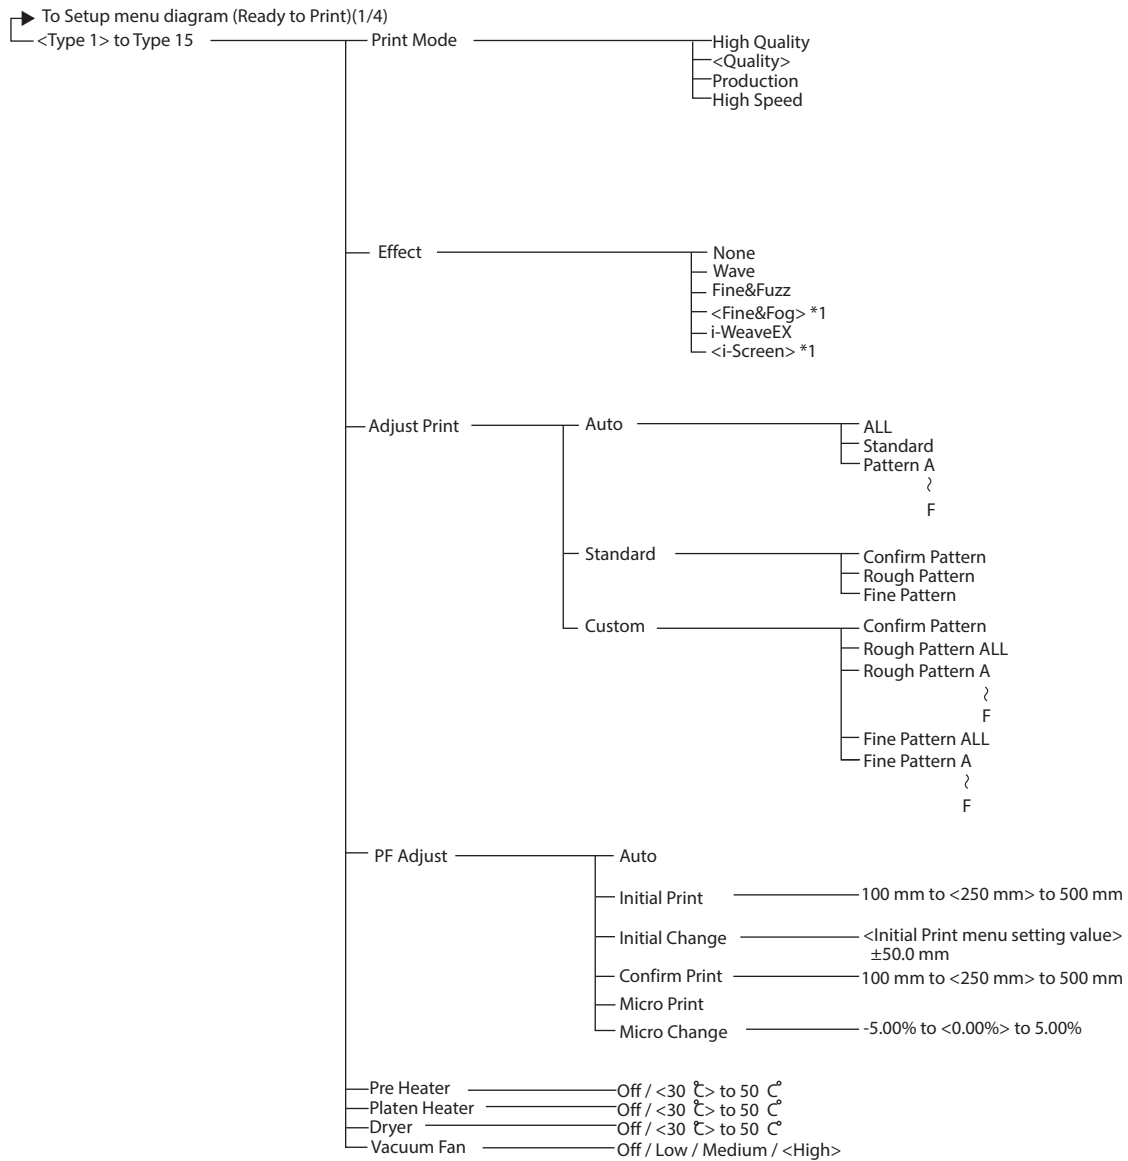 To Setup menu diagram (Ready to Print)(1/4)
<Type 1> to Type 15
Print Mode
High Quality
<Quality>
Production
High Speed
Effect
None
Wave
Fine&Fuzz
<Fine&Fog> *1
i-WeaveEX
<i-Screen> *1
Adjust Print
Auto
ALL
Standard
Pattern A
~
F
Standard
Confirm Pattern
Rough Pattern
Fine Pattern
Custom
Confirm Pattern
Rough Pattern ALL
Rough Pattern A
~
F
Fine Pattern ALL
Fine Pattern A
~
F
PF Adjust
Auto
Initial Print
100 mm to <250 mm> to 500 mm
Initial Change
<Initial Print menu setting value>
±50.0 mm
Confirm Print
100 mm to <250 mm> to 500 mm
Micro Print
Micro Change
-5.00% to <0.00%> to 5.00%
Pre Heater
Off / <30 ℃> to 50 ℃
Platen Heater
Off / <30 ℃> to 50 ℃
Dryer
Off / <30 ℃> to 50 ℃
Vacuum Fan
Off / Low / Medium / <High>